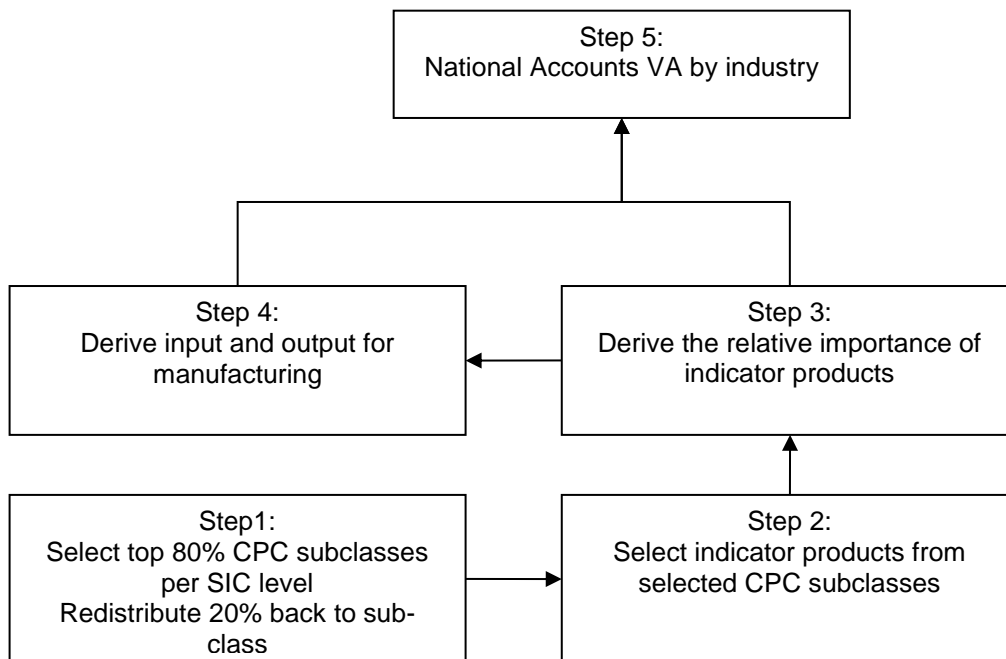 Step 5:
National Accounts VA by industry
Step 4:
Derive input and output for
manufacturing
Step 3:
Derive the relative importance of
indicator products
Step1:
Select top 80% CPC subclasses
per SIC level
Redistribute 20% back to sub-
class
Step 2:
Select indicator products from
selected CPC subclasses